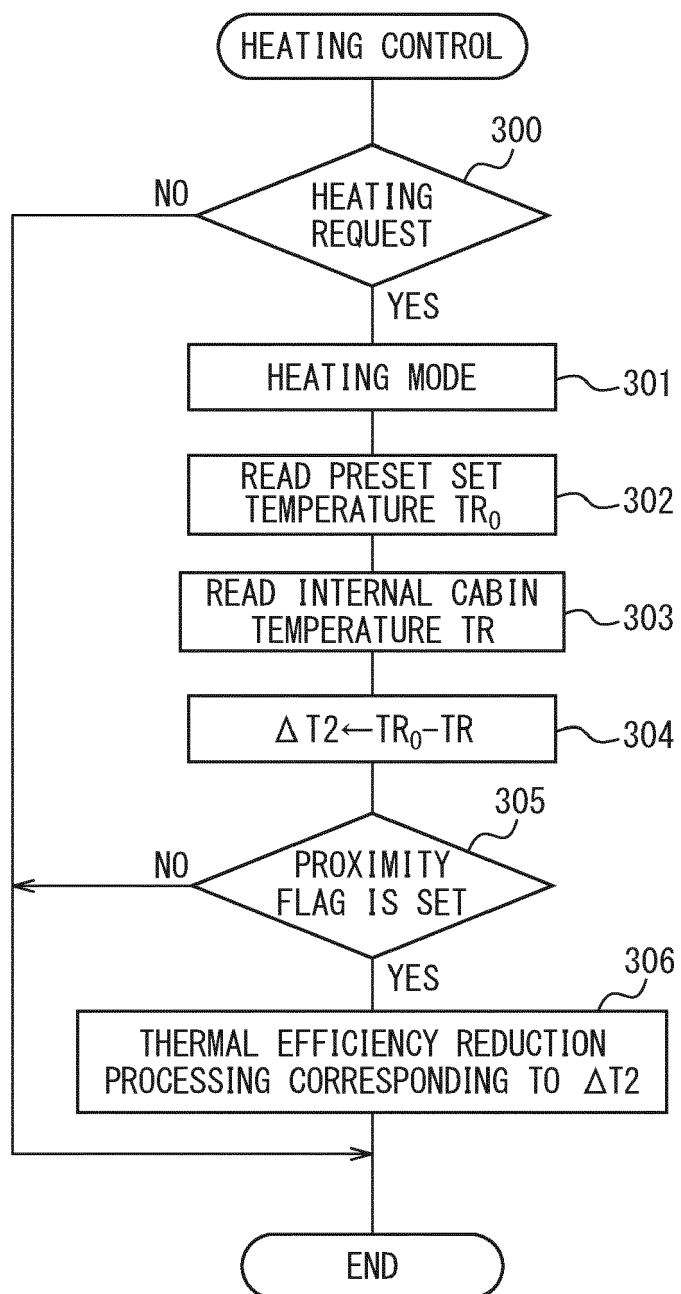 HEATING CONTROL
300
NO
HEATING
REQUEST
YES
HEATING MODE
301
READ PRESET SET
TEMPERATURE TR₀
302
READ INTERNAL CABIN
TEMPERATURE TR
303
ΔT2←TR₀-TR
304
305
NO
PROXIMITY
FLAG IS SET
YES
306
THERMAL EFFICIENCY REDUCTION
PROCESSING CORRESPONDING TO ΔT2
END